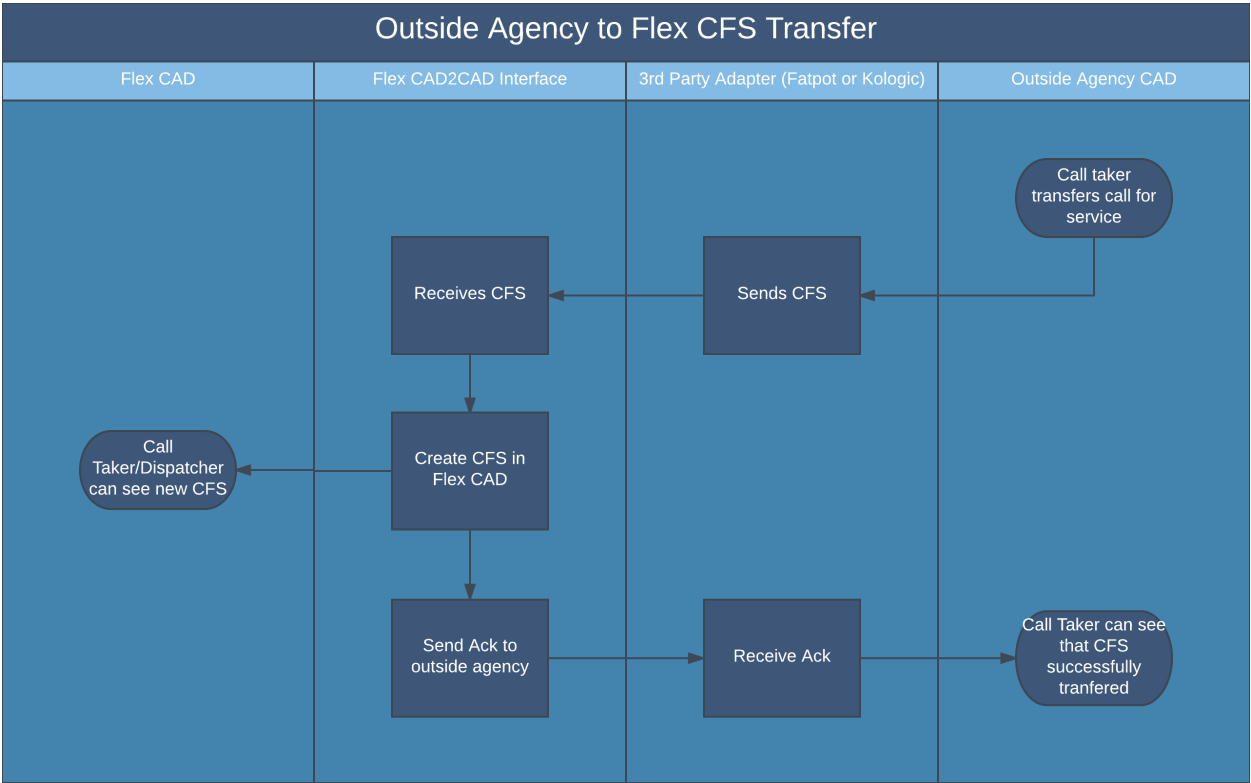 Outside Agency to Flex CFS Transfer
Flex CAD
Flex CAD2CAD Interface
3rd Party Adapter (Fatpot or Kologic)
Outside Agency CAD
Call taker
transfers call for
service
Receives CFS
Sends CFS
Call
Taker/Dispatcher
can see new CFS
Create CFS in
Flex CAD
Send Ack to
outside agency
Receive Ack
Call Taker can see
that CFS
successfully
tranfered